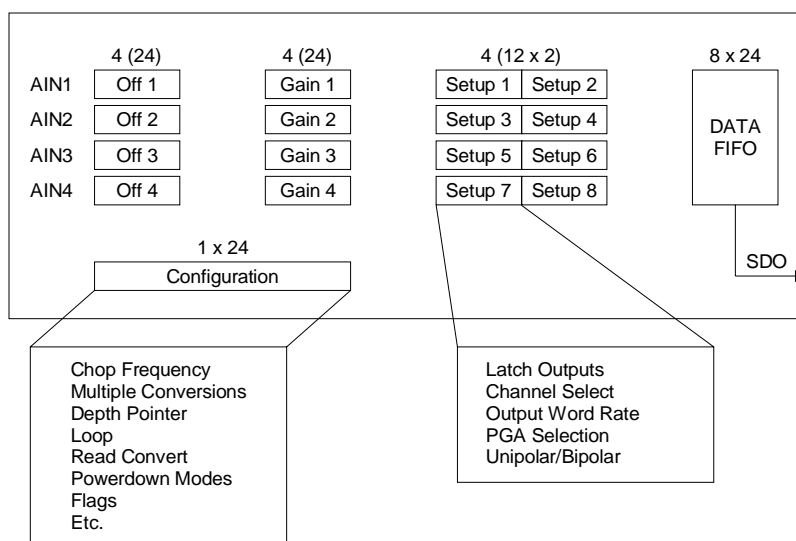 4 (24) 4 (24) 4 (12 x 2) 8 x 24
AIN1 Off 1 Gain 1 Setup 1 Setup 2
AIN2 Off 2 Gain 2 Setup 3 Setup 4
AIN3 Off 3 Gain 3 Setup 5 Setup 6
AIN4 Off 4 Gain 4 Setup 7 Setup 8
DATA
FIFO
SDO
1 x 24
Configuration
Chop Frequency
Multiple Conversions
Depth Pointer
Loop
Read Convert
Powerdown Modes
Flags
Etc.
Latch Outputs
Channel Select
Output Word Rate
PGA Selection
Unipolar/Bipolar